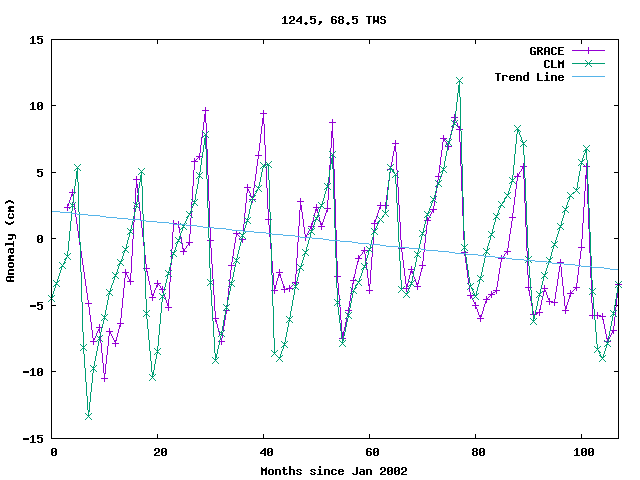 124.5, 68.5 TWS
GRACE
CLM
Trend Line
15
10
5
0
-5
-10
-15
Anomaly (cm)
0 20 40 60 80 100
Months since Jan 2002